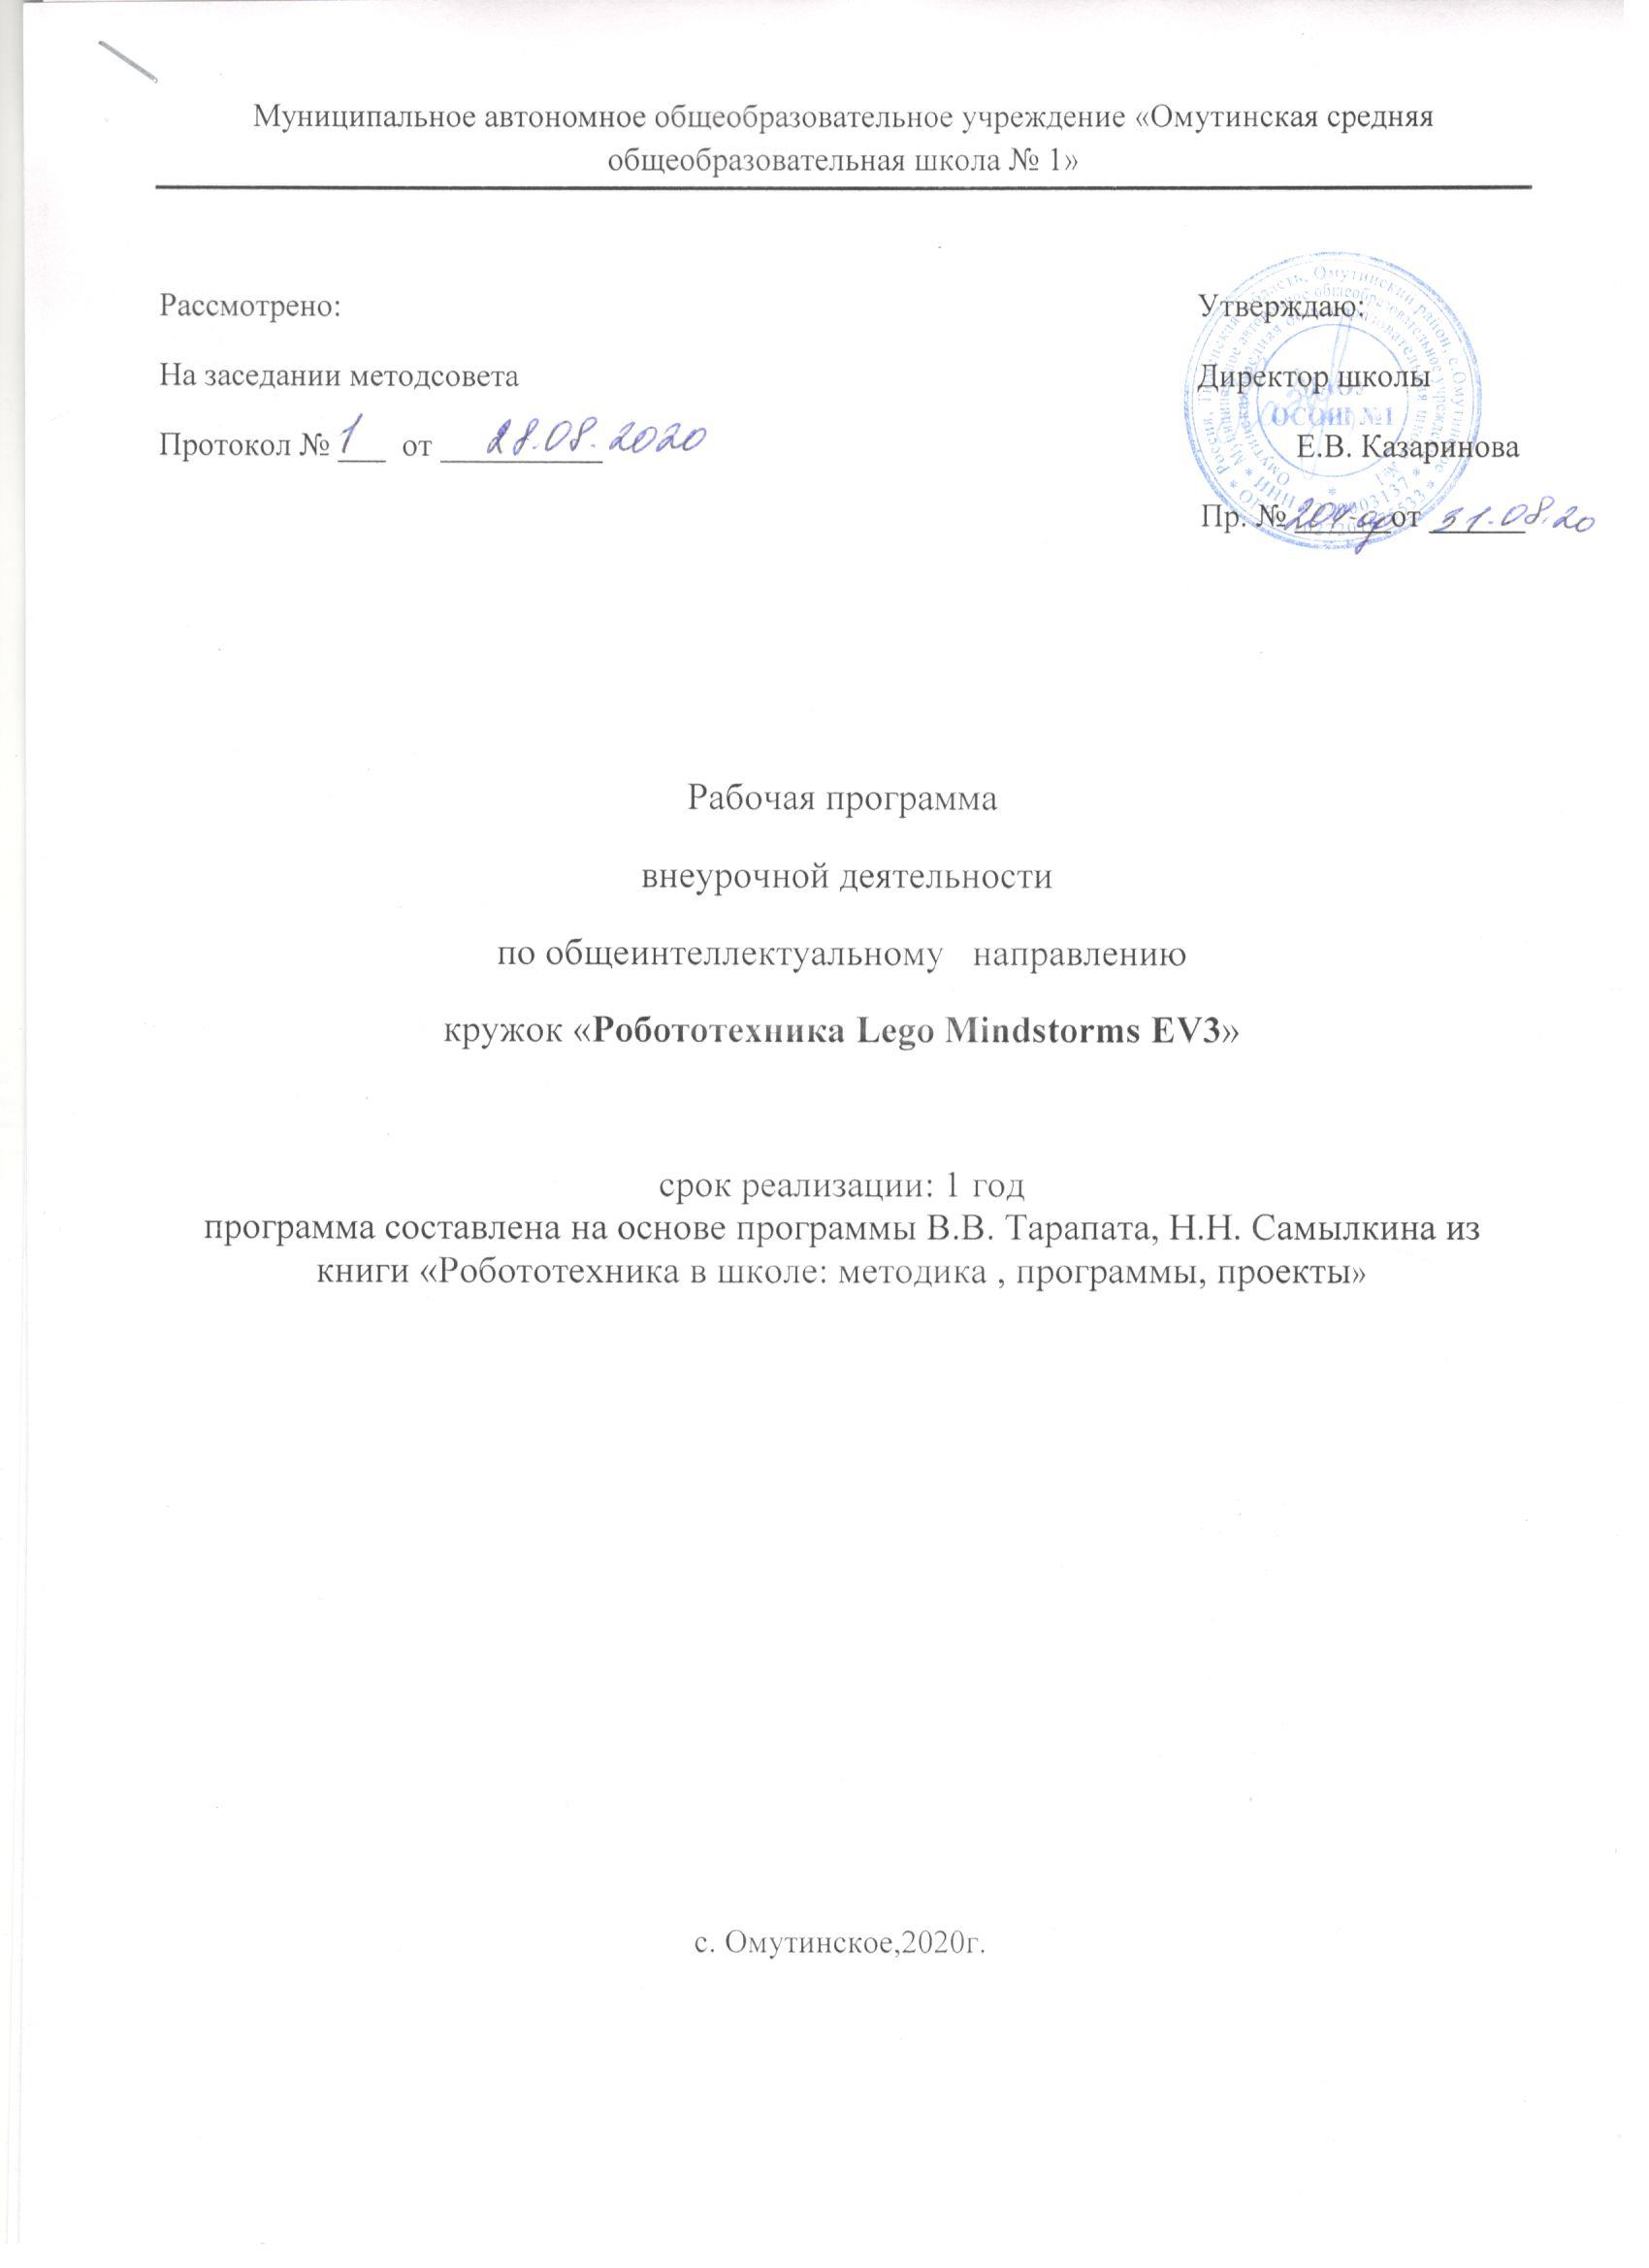 Муниципальное автономное общеобразовательное учреждение «Омутинская средняя
общеобразовательная школа № 1»
Рассмотрено:
На заседании методсовета
Протокол № 1 от 28.08.2020
Утверждаю:
Директор школы
ОСОШ №1
Е.В. Казаринова
Пр. № от 31.08.20
Рабочая программа
внеурочной деятельности
по общеинтеллектуальному направлению
кружок «Робототехника Lego Mindstorms EV3»
срок реализации: 1 год
программа составлена на основе программы В.В. Тарапата, Н.Н. Самылкина из
книги «Робототехника в школе: методика , программы, проекты»
с. Омутинское,2020г.